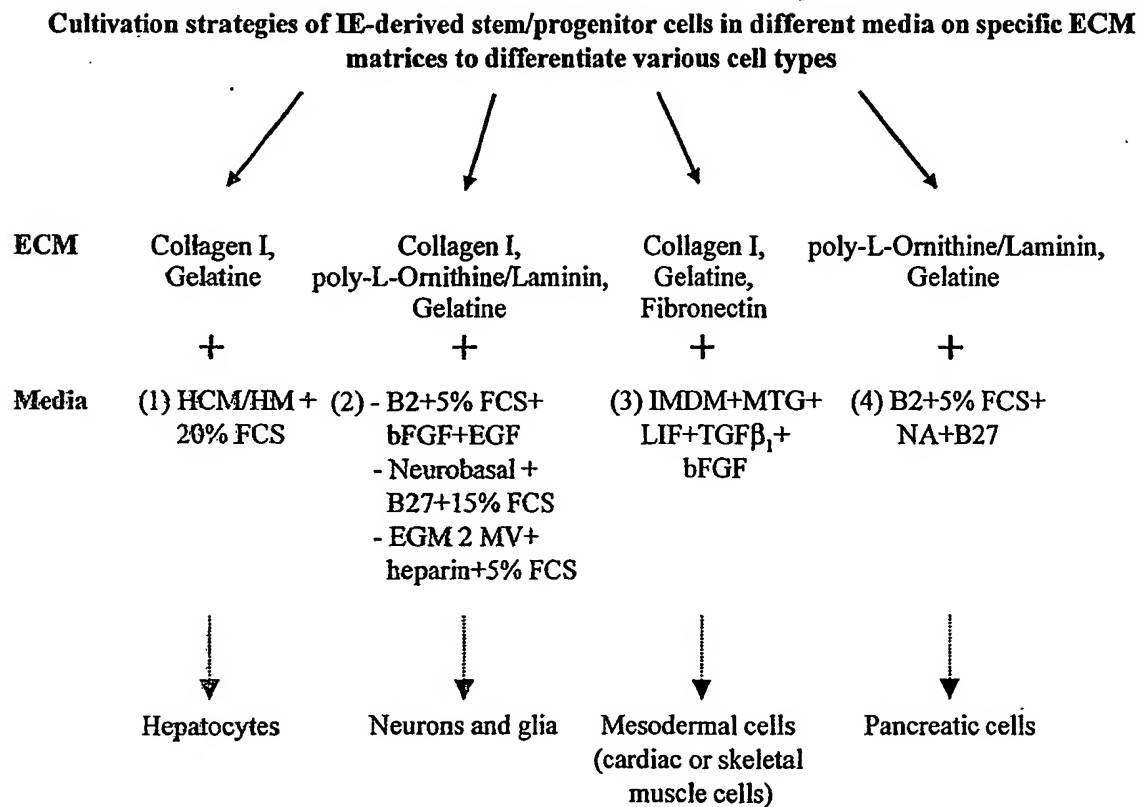 Cultivation strategies of IE-derived stem/progenitor cells in different media on specific ECM
matrices to differentiate various cell types
ECM
Collagen I,
Gelatine
Collagen I,
poly-L-Ornithine/Laminin,
Gelatine
Collagen I,
Gelatine,
Fibronectin
poly-L-Ornithine/Laminin,
Gelatine
+
+
+
+
Media
(1) HCM/HM +
20% FCS
(2) - B2+5% FCS+
bFGF+EGF
- Neurobasal +
B27+15% FCS
- EGM 2 MV+
heparin+5% FCS
(3) IMDM+MTG+
LIF+TGFβ₁+
bFGF
(4) B2+5% FCS+
NA+B27
Hepatocytes
Neurons and glia
Mesodermal cells
(cardiac or skeletal
muscle cells)
Pancreatic cells